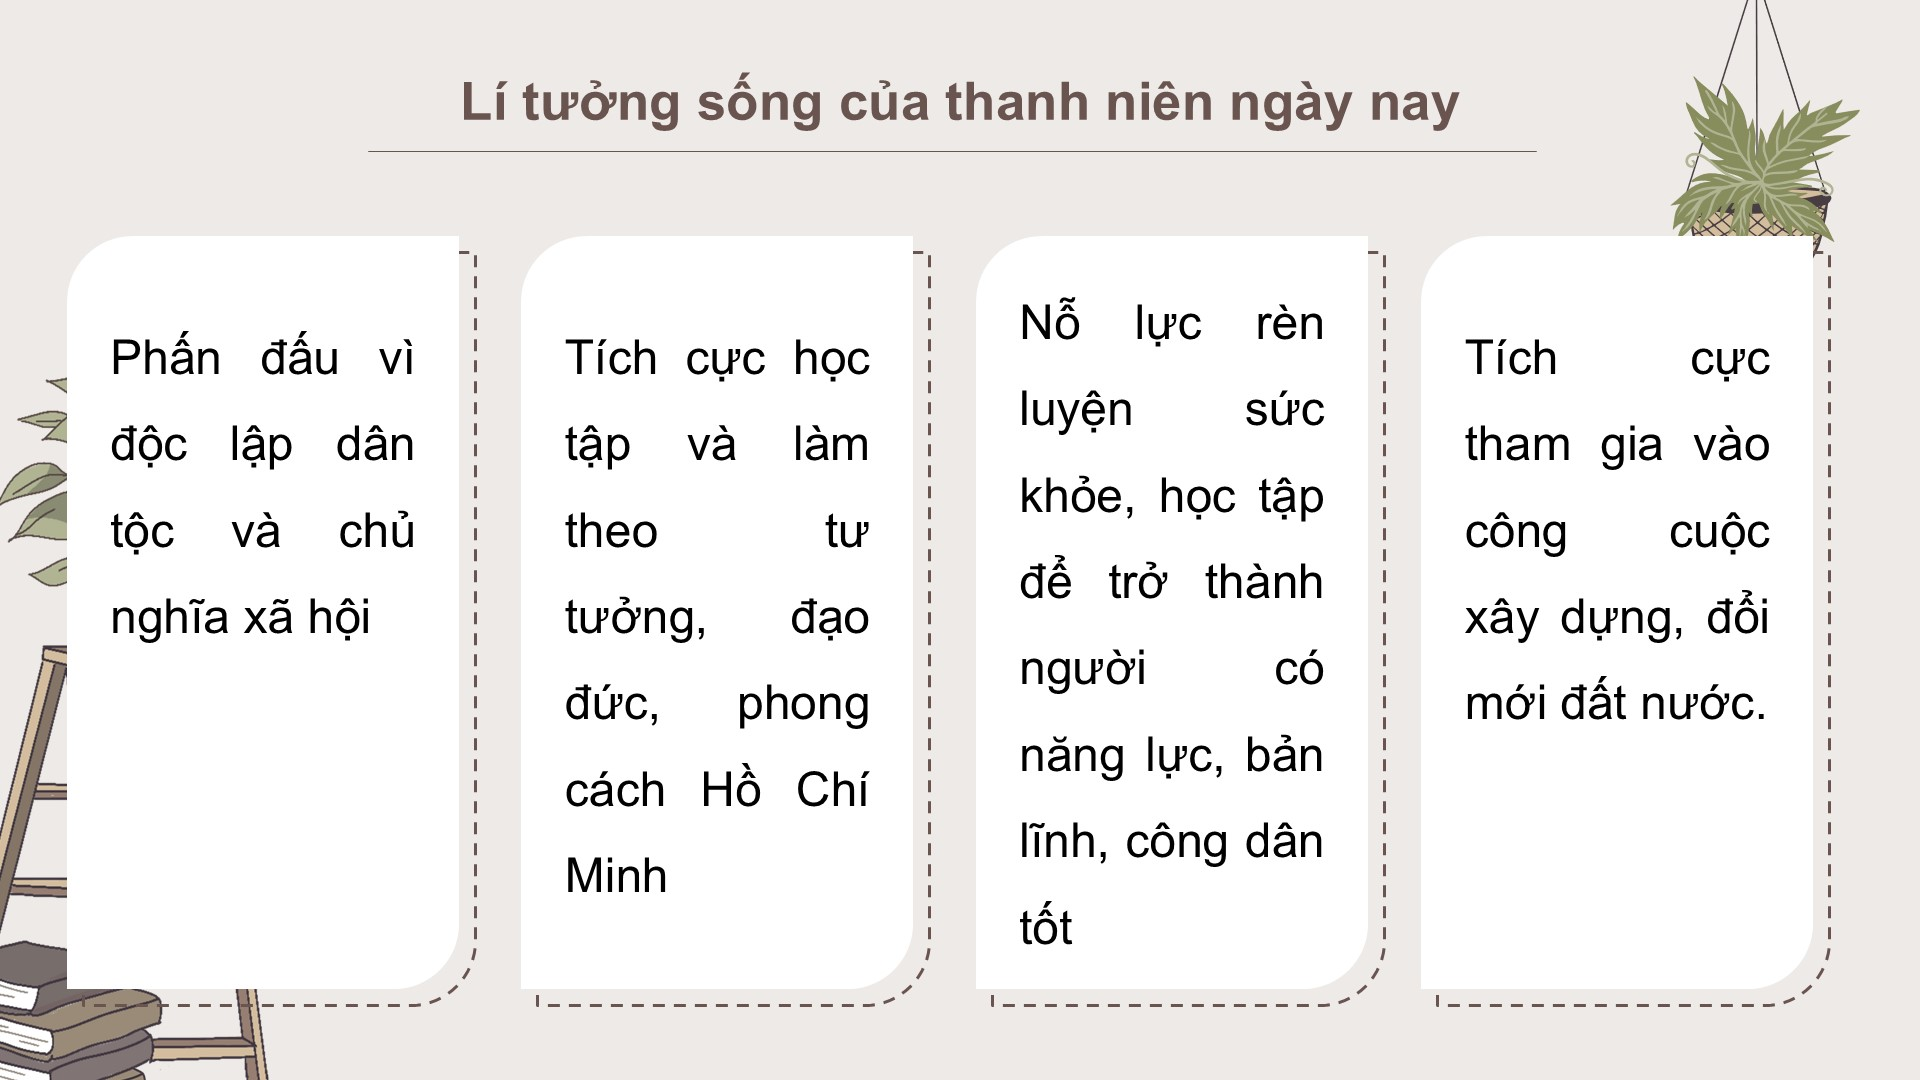 Lí tưởng sống của thanh niên ngày nay
Phấn đấu vì
độc lập dân
tộc và chủ
nghĩa xã hội
Tích cực học
tập và làm
theo tư
tưởng, đạo
đức, phong
cách Hồ Chí
Minh
Nỗ lực rèn
luyện sức
khỏe, học tập
để trở thành
người có
năng lực, bản
lĩnh, công dân
tốt
Tích cực
tham gia vào
công cuộc
xây dựng, đổi
mới đất nước.